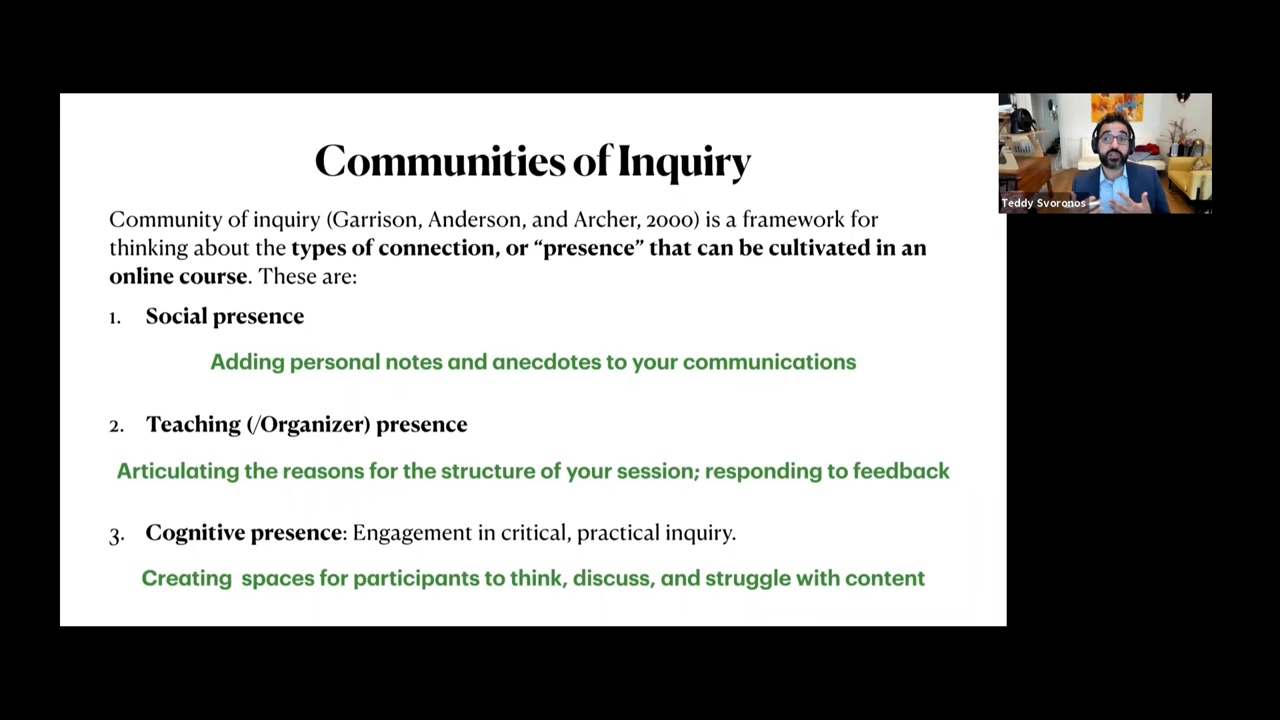 Communities of Inquiry
Community of inquiry (Garrison, Anderson, and Archer, 2000) is a framework for
thinking about the types of connection, or “presence” that can be cultivated in an
online course. These are:
1. Social presence
Adding personal notes and anecdotes to your communications
2. Teaching (/Organizer) presence
Articulating the reasons for the structure of your session; responding to feedback
3. Cognitive presence: Engagement in critical, practical inquiry.
Creating spaces for participants to think, discuss, and struggle with content
Teddy Svoronos